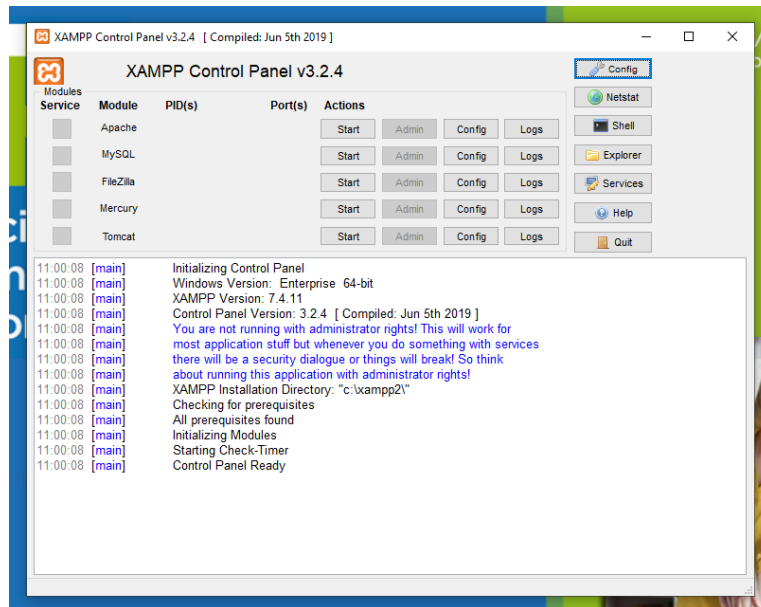 XAMPP Control Panel v3.2.4 [ Compiled: Jun 5th 2019 ]
XAMPP Control Panel v3.2.4
Config
Modules
Service Module PID(s) Port(s) Actions
Netstat
Apache Start Admin Config Logs
Shell
MySQL Start Admin Config Logs
Explorer
FileZilla Start Admin Config Logs
Services
Mercury Start Admin Config Logs
Help
Tomcat Start Admin Config Logs
Quit
11:00:08 [main] Initializing Control Panel
11:00:08 [main] Windows Version: Enterprise 64-bit
11:00:08 [main] XAMPP Version: 7.4.11
11:00:08 [main] Control Panel Version: 3.2.4 [ Compiled: Jun 5th 2019 ]
11:00:08 [main] You are not running with administrator rights! This will work for
11:00:08 [main] most application stuff but whenever you do something with services
11:00:08 [main] there will be a security dialogue or things will break! So think
11:00:08 [main] about running this application with administrator rights!
11:00:08 [main] XAMPP Installation Directory: "c:\xampp2\"
11:00:08 [main] Checking for prerequisites
11:00:08 [main] All prerequisites found
11:00:08 [main] Initializing Modules
11:00:08 [main] Starting Check-Timer
11:00:08 [main] Control Panel Ready